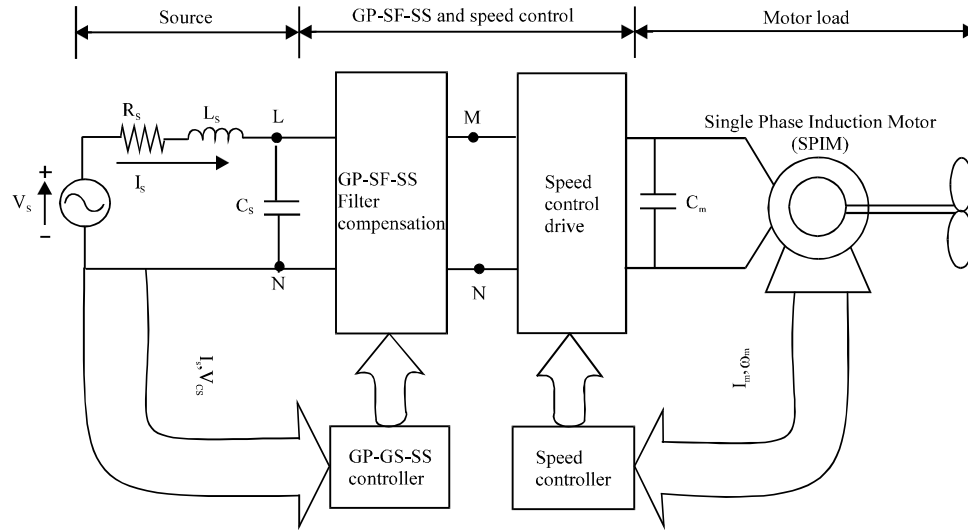 Source
GP-SF-SS and speed control
Motor load
Rs
Ls
L
M
Single Phase Induction Motor
(SPIM)
Is
+
Vs
−
Cs
GP-SF-SS
Filter
compensation
Speed
control
drive
Cm
N
N
Is,VCS
Im,ωm
GP-GS-SS
controller
Speed
controller